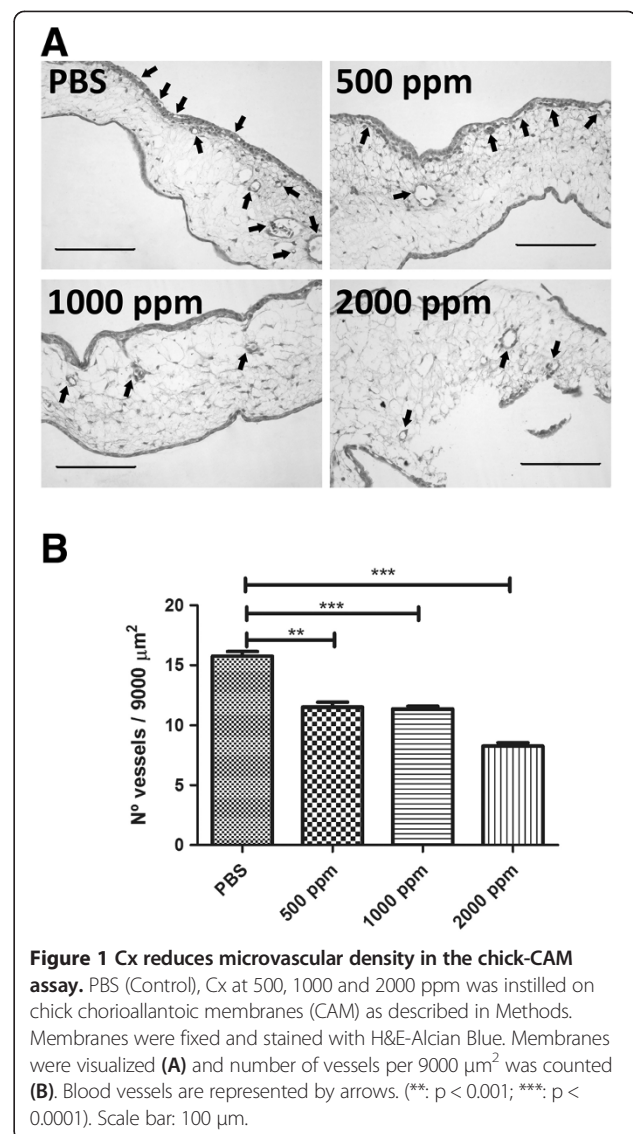 A
PBS
500 ppm
1000 ppm
2000 ppm
B
***
***
**
20
15
10
5
0
Nº vessels / 9000 µm²
PBS
500 ppm
1000 ppm
2000 ppm
Figure 1 Cx reduces microvascular density in the chick-CAM
assay. PBS (Control), Cx at 500, 1000 and 2000 ppm was instilled on
chick chorioallantoic membranes (CAM) as described in Methods.
Membranes were fixed and stained with H&E-Alcian Blue. Membranes
were visualized (A) and number of vessels per 9000 µm² was counted
(B). Blood vessels are represented by arrows. (**: p < 0.001; ***: p <
0.0001). Scale bar: 100 µm.